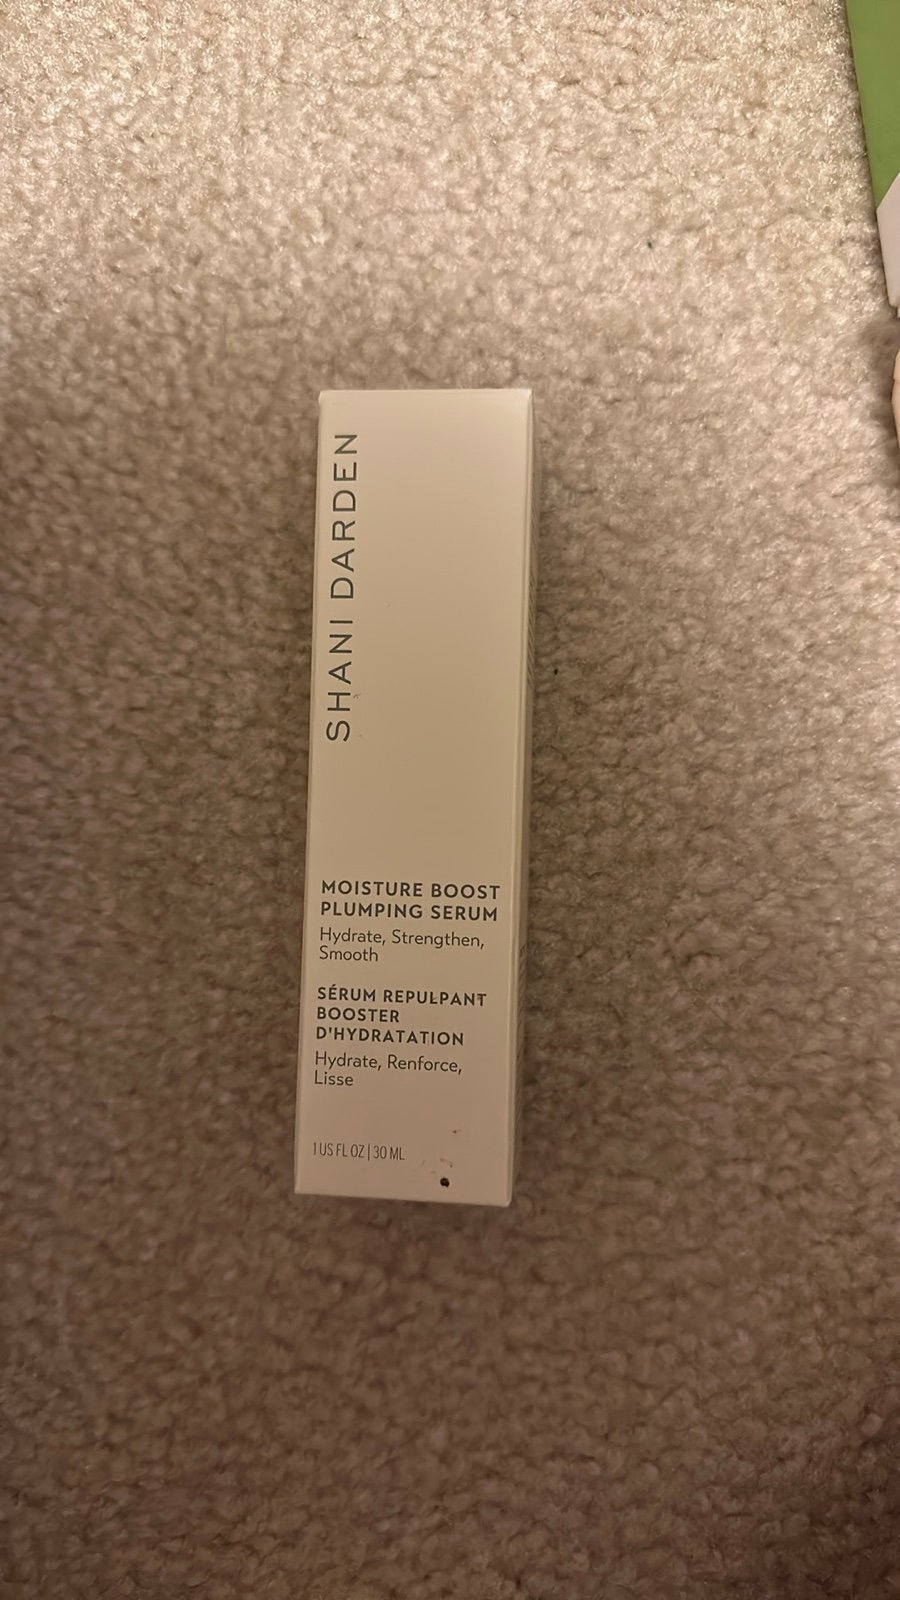 SHANI DARDEN
MOISTURE BOOST
PLUMPING SERUM
Hydrate, Strengthen,
Smooth
SÉRUM REPULPANT
BOOSTER
D'HYDRATATION
Hydrate, Renforce,
Lisse
1 US FL OZ | 30 ML